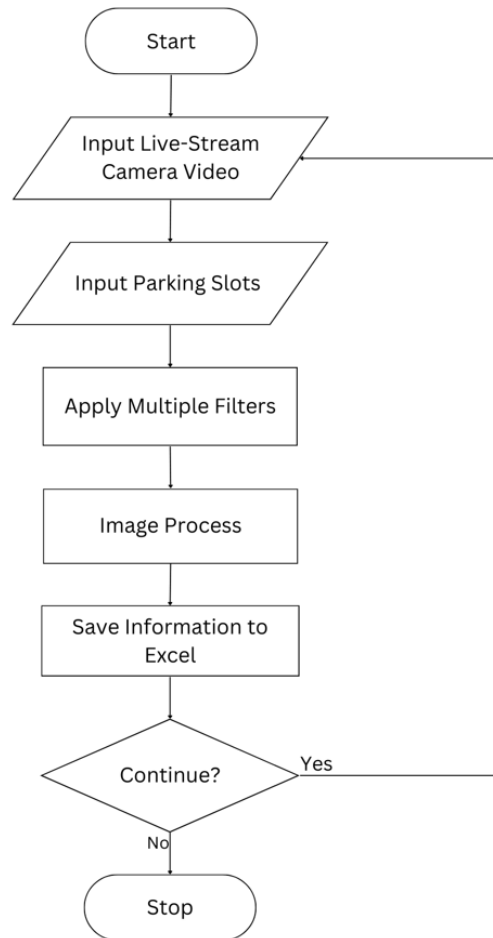 Start
Input Live-Stream
Camera Video
Input Parking Slots
Apply Multiple Filters
Image Process
Save Information to
Excel
Continue?
Yes
No
Stop